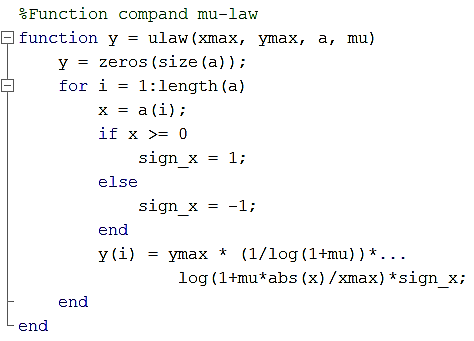 %Function compand mu-law
function y = ulaw(xmax, ymax, a, mu)
y = zeros(size(a));
for i = 1:length(a)
x = a(i);
if x >= 0
sign_x = 1;
else
sign_x = -1;
end
y(i) = ymax * (1/log(1+mu))*...
log(1+mu*abs(x)/xmax)*sign_x;
end
end